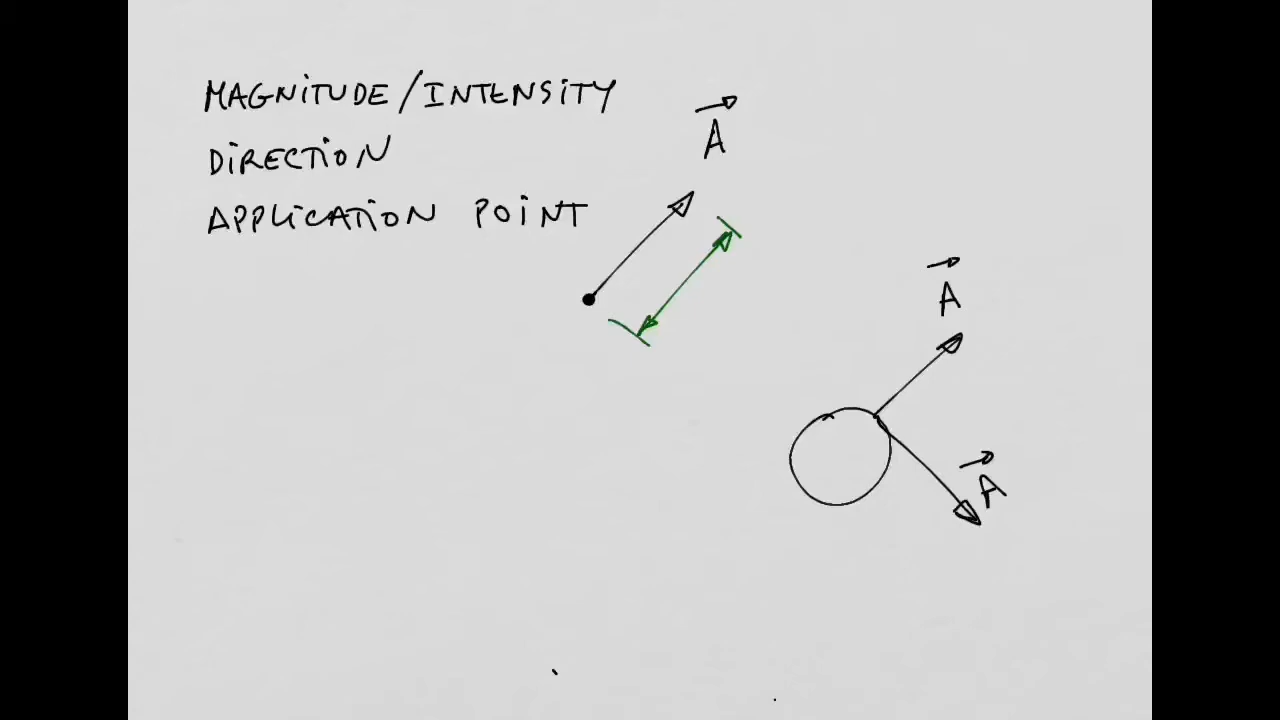 MAGNITUDE/INTENSITY
DIRECTION
APPLICATION POINT
A
A
A